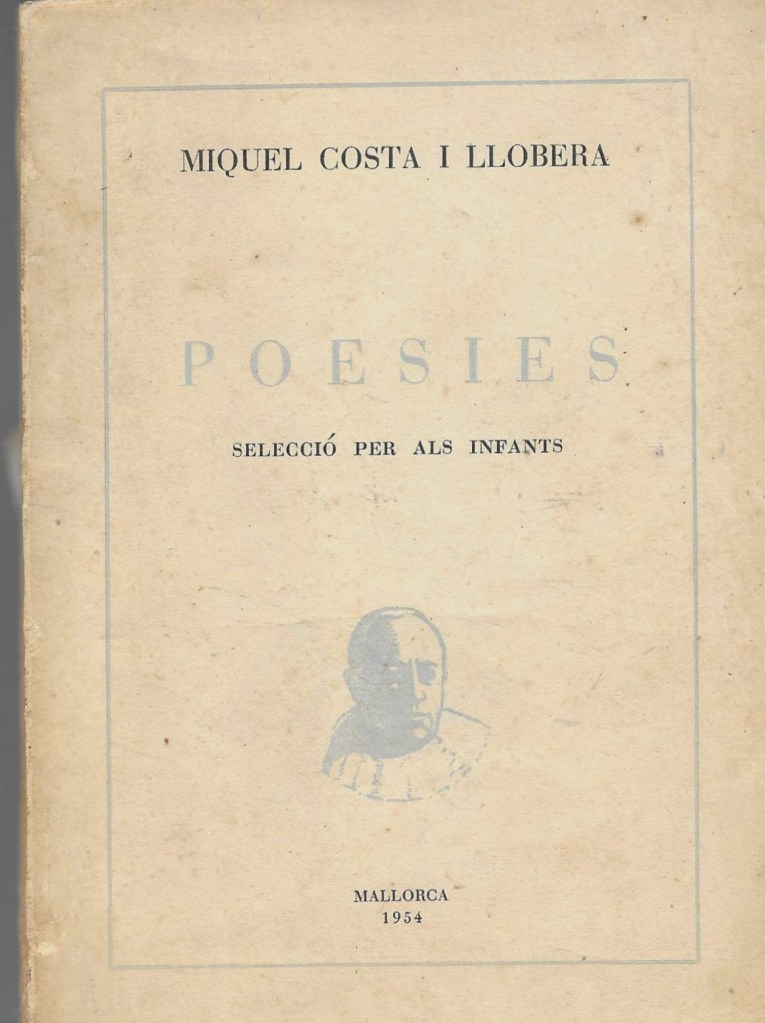 MIQUEL COSTA I LLOBERA
POESIES
SELECCIÓ PER ALS INFANTS
MALLORCA
1954